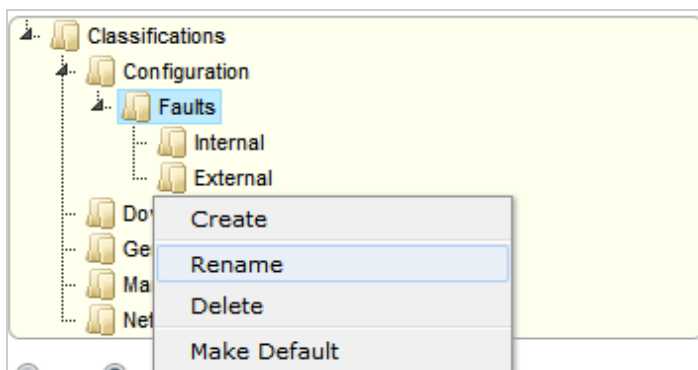 Classifications
Configuration
Faults
Internal
External
Create
Rename
Delete
Make Default